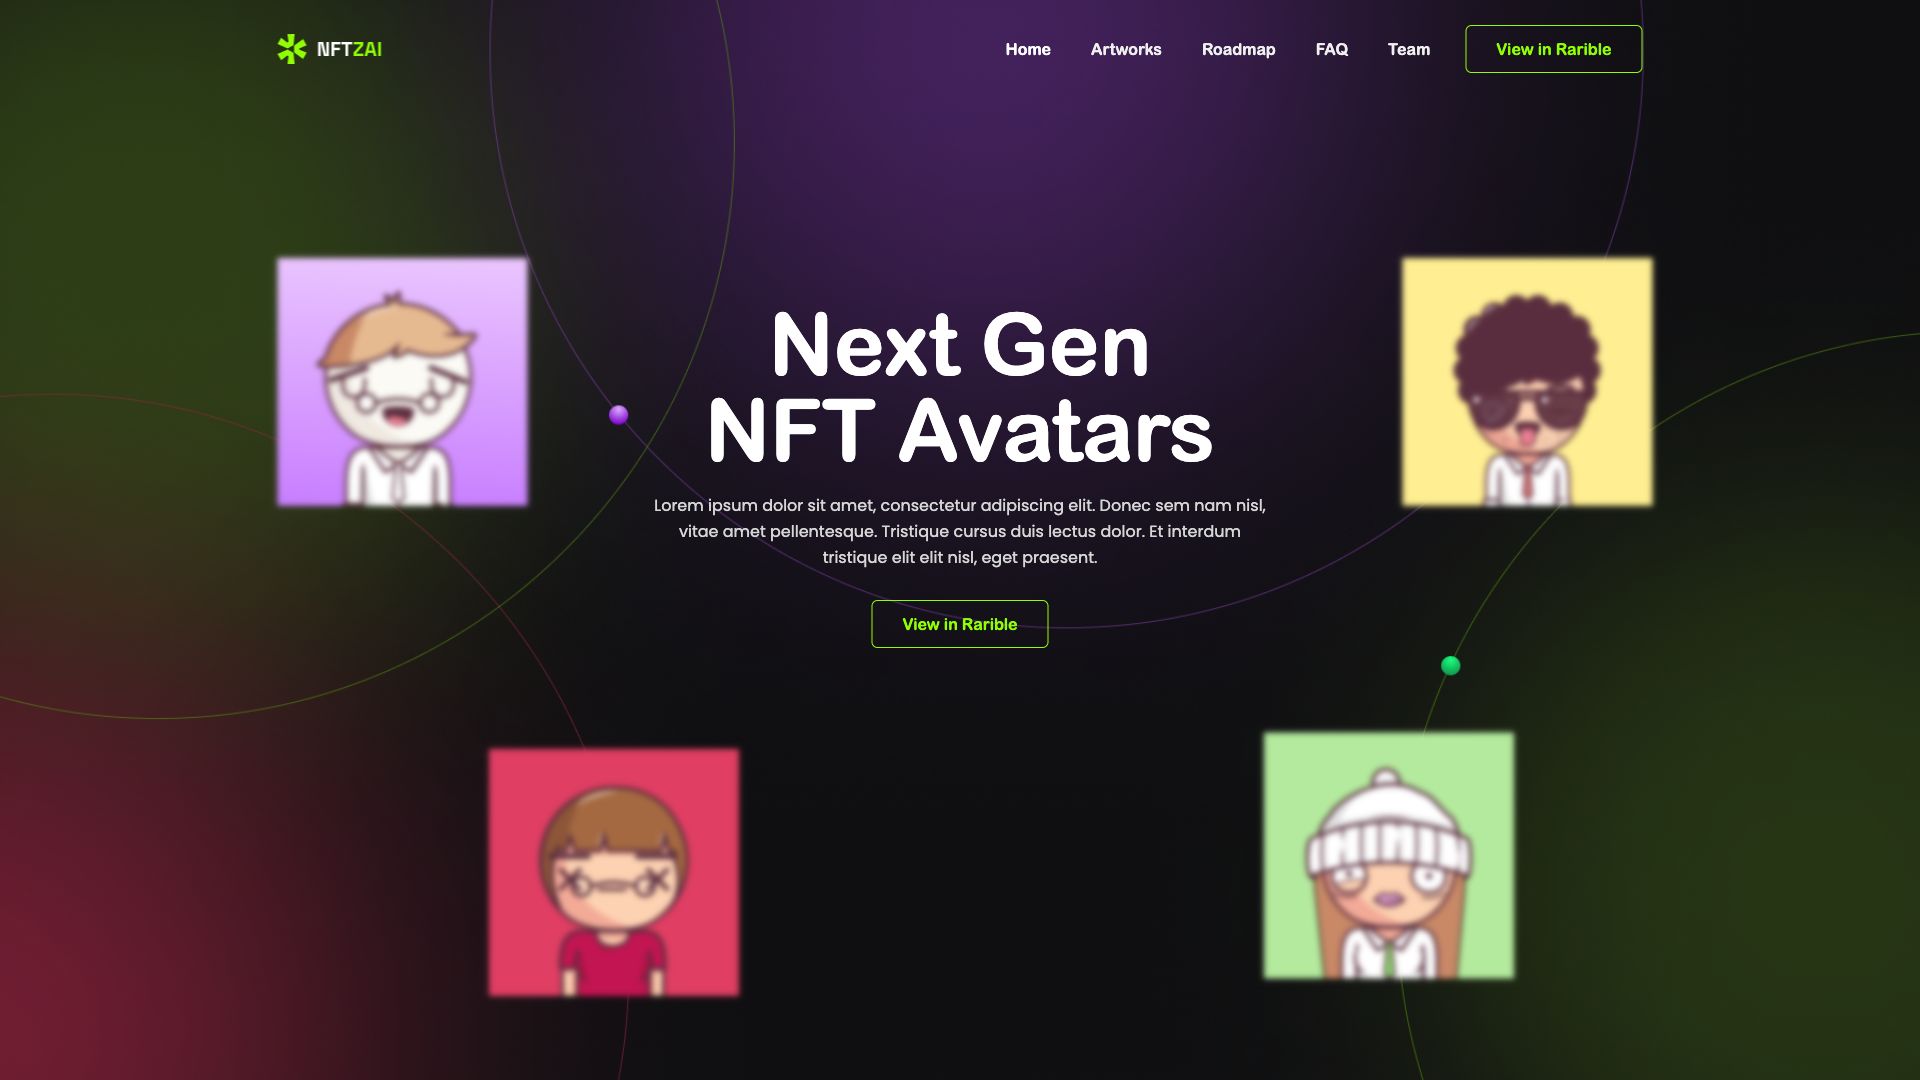 NFTZAI
Home
Artworks
Roadmap
FAQ
Team
View in Rarible
Next Gen
NFT Avatars
Lorem ipsum dolor sit amet, consectetur adipiscing elit. Donec sem nam nisl,
vitae amet pellentesque. Tristique cursus duis lectus dolor. Et interdum
tristique elit elit nisl, eget praesent.
View in Rarible